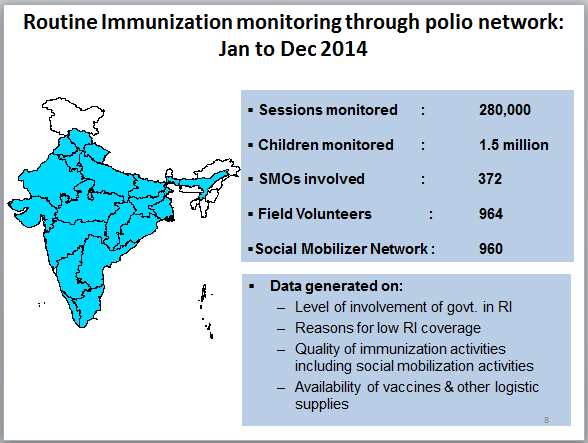 Routine Immunization monitoring through polio network:
Jan to Dec 2014
▪ Sessions monitored : 280,000
▪ Children monitored : 1.5 million
▪ SMOs involved : 372
▪ Field Volunteers : 964
▪Social Mobilizer Network : 960
▪ Data generated on:
– Level of involvement of govt. in RI
– Reasons for low RI coverage
– Quality of immunization activities
including social mobilization activities
– Availability of vaccines & other logistic
supplies
8